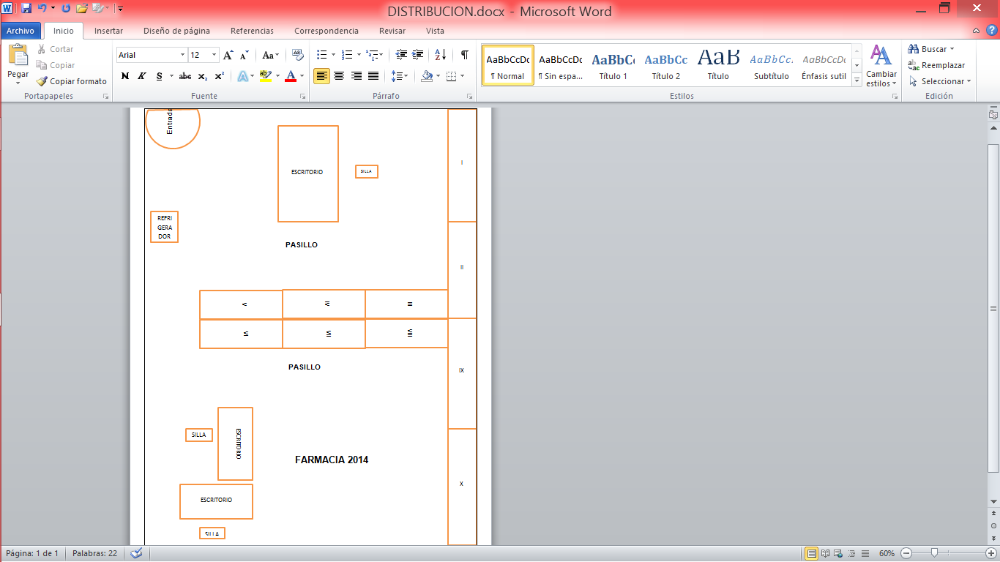 DISTRIBUCION.docx - Microsoft Word
Archivo Inicio Insertar Diseño de página Referencias Correspondencia Revisar Vista
Pegar
Cortar
Copiar
Copiar formato
Portapapeles
Arial 12
N K S abc x₂ x²
Fuente
Párrafo
AaBbCcDc AaBbCcDc AaBbC AaBbCc AaB AaBbCc. AaBbCcD
¶ Normal ¶ Sin espa... Título 1 Título 2 Título Subtítulo Énfasis sutil
Cambiar estilos
Estilos
Buscar
Reemplazar
Seleccionar
Edición
Entrada
ESCRITORIO
SILLA
I
REFRI
GERA
DOR
PASILLO
II
V IV III
VI VII VIII
PASILLO
IX
SILLA
ESCRITORIO
FARMACIA 2014
X
ESCRITORIO
SILLA
Página: 1 de 1 Palabras: 22 60%